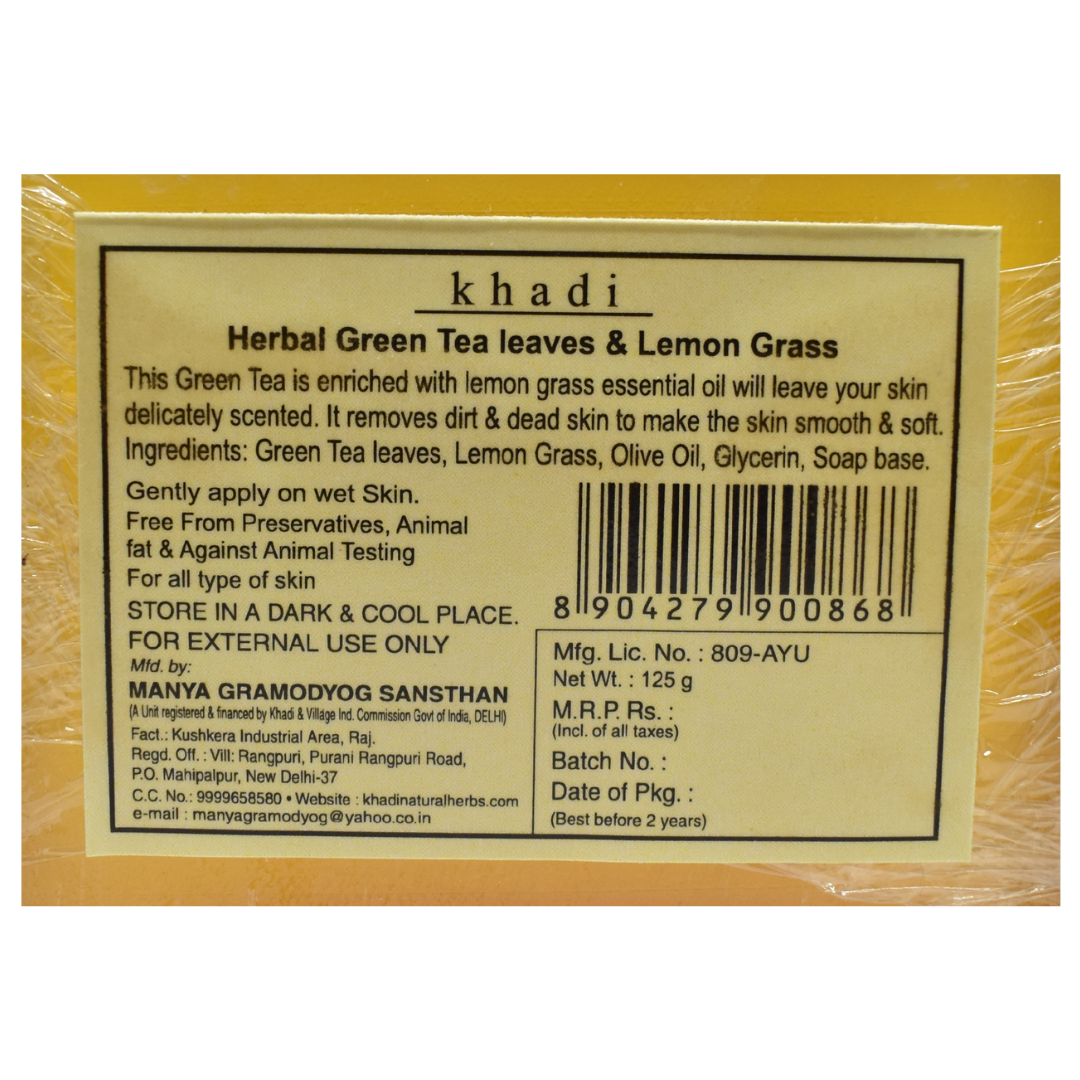 khadi
Herbal Green Tea leaves & Lemon Grass
This Green Tea is enriched with lemon grass essential oil will leave your skin
delicately scented. It removes dirt & dead skin to make the skin smooth & soft.
Ingredients: Green Tea leaves, Lemon Grass, Olive Oil, Glycerin, Soap base.
Gently apply on wet Skin.
Free From Preservatives, Animal
fat & Against Animal Testing
For all type of skin
STORE IN A DARK & COOL PLACE.
FOR EXTERNAL USE ONLY
Mfd. by:
MANYA GRAMODYOG SANSTHAN
(A Unit registered & financed by Khadi & Village Ind. Commission Govt of India, DELHI)
Fact.: Kushkera Industrial Area, Raj.
Regd. Off. : Vill: Rangpuri, Purani Rangpuri Road,
P.O. Mahipalpur, New Delhi-37
C.C. No.: 9999658580 • Website : khadinaturalherbs.com
e-mail : manyagramodyog@yahoo.co.in
8 904279 900868
Mfg. Lic. No. : 809-AYU
Net Wt. : 125 g
M.R.P. Rs. :
(Incl. of all taxes)
Batch No. :
Date of Pkg. :
(Best before 2 years)